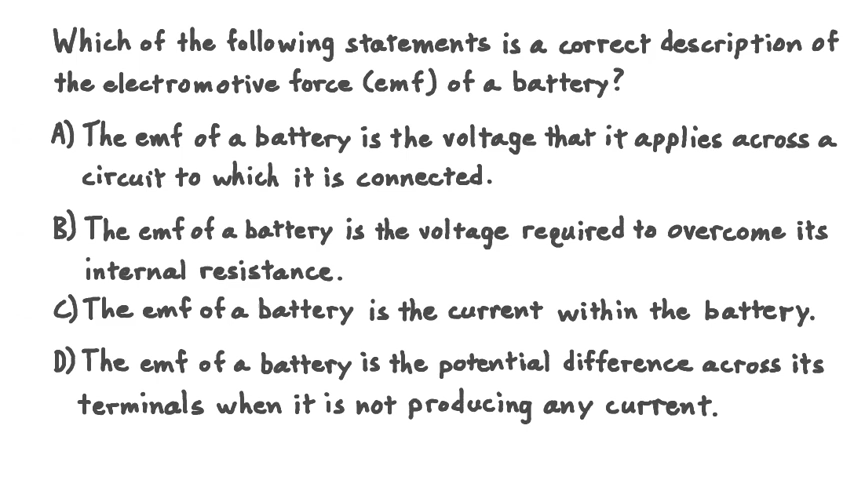 Which of the following statements is a correct description of
the electromotive force (emf) of a battery?
A) The emf of a battery is the voltage that it applies across a
circuit to which it is connected.
B) The emf of a battery is the voltage required to overcome its
internal resistance.
C) The emf of a battery is the current within the battery.
D) The emf of a battery is the potential difference across its
terminals when it is not producing any current.